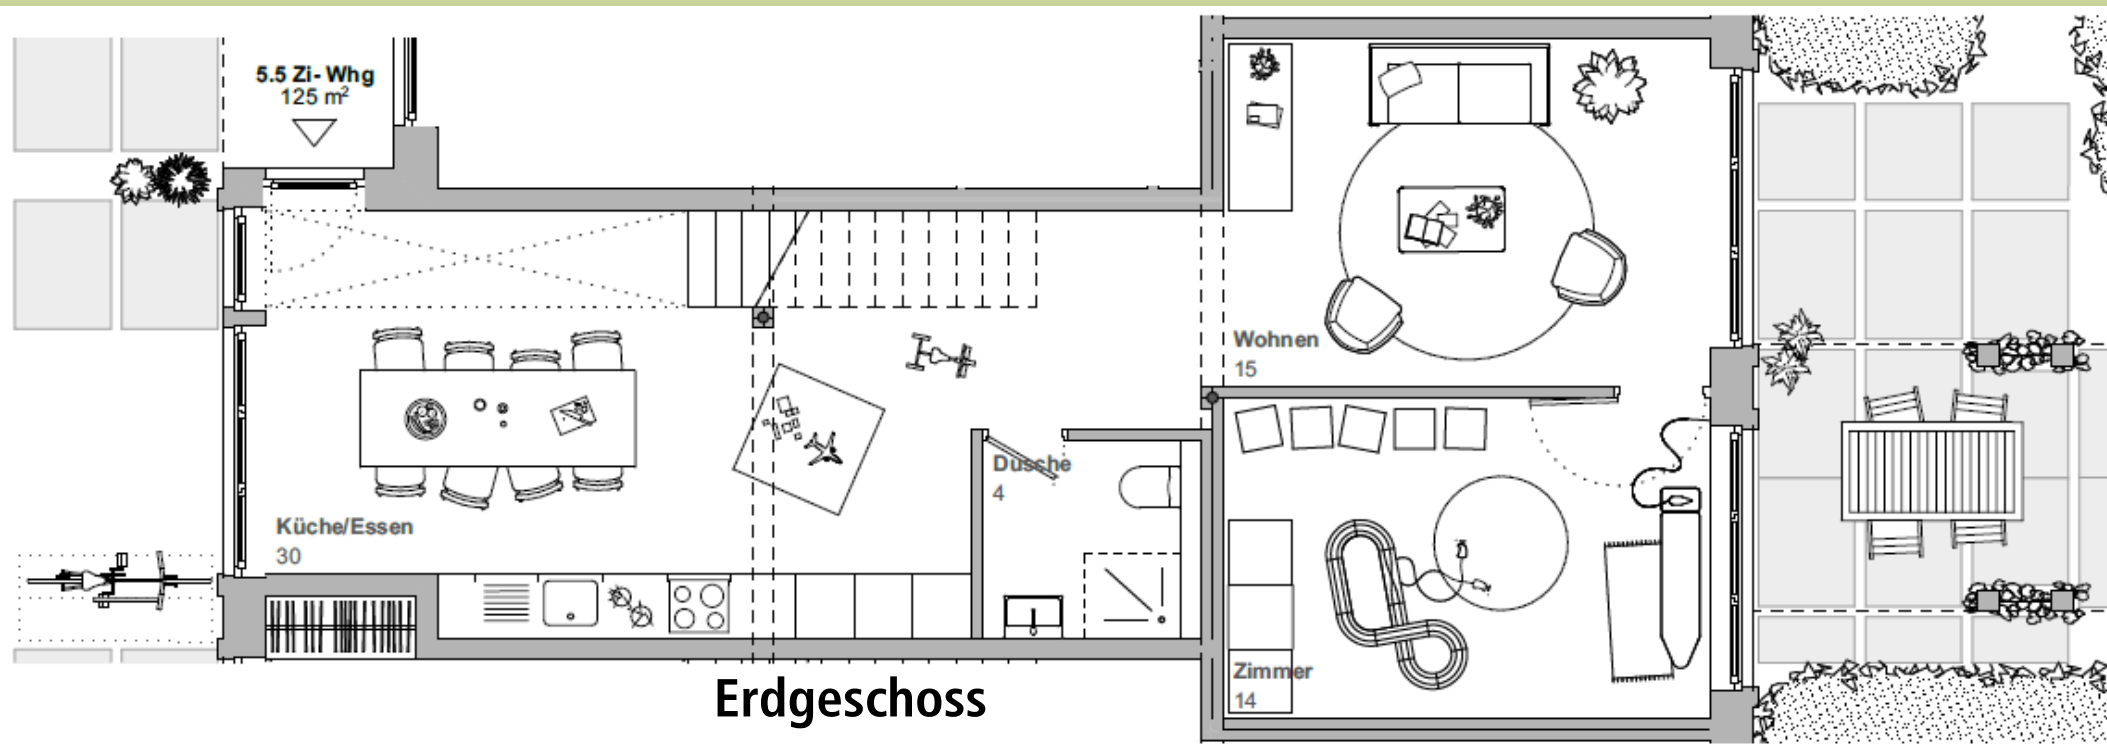 5.5 Zi-Whg
125 m²
Wohnen
15
Dusche
4
Küche/Essen
30
Zimmer
14
Erdgeschoss